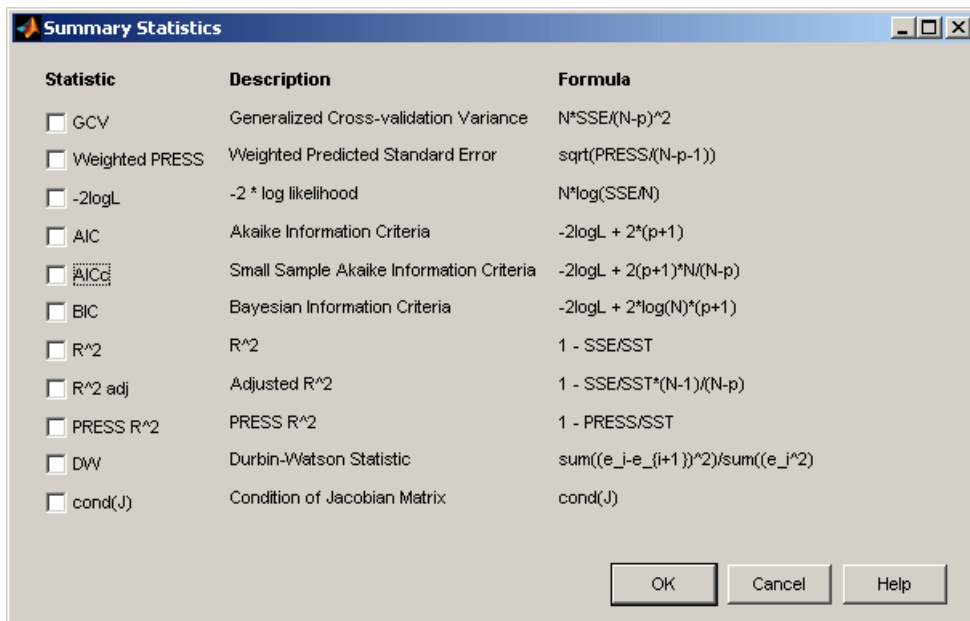 Summary Statistics
Statistic Description Formula
GCV Generalized Cross-validation Variance N*SSE/(N-p)^2
Weighted PRESS Weighted Predicted Standard Error sqrt(PRESS/(N-p-1))
-2logL -2 * log likelihood N*log(SSE/N)
AIC Akaike Information Criteria -2logL + 2*(p+1)
AICc Small Sample Akaike Information Criteria -2logL + 2(p+1)*N/(N-p)
BIC Bayesian Information Criteria -2logL + 2*log(N)*(p+1)
R^2 R^2 1 - SSE/SST
R^2 adj Adjusted R^2 1 - SSE/SST*(N-1)/(N-p)
PRESS R^2 PRESS R^2 1 - PRESS/SST
DW Durbin-Watson Statistic sum((e_i-e_{i+1})^2)/sum((e_i^2)
cond(J) Condition of Jacobian Matrix cond(J)
OK Cancel Help